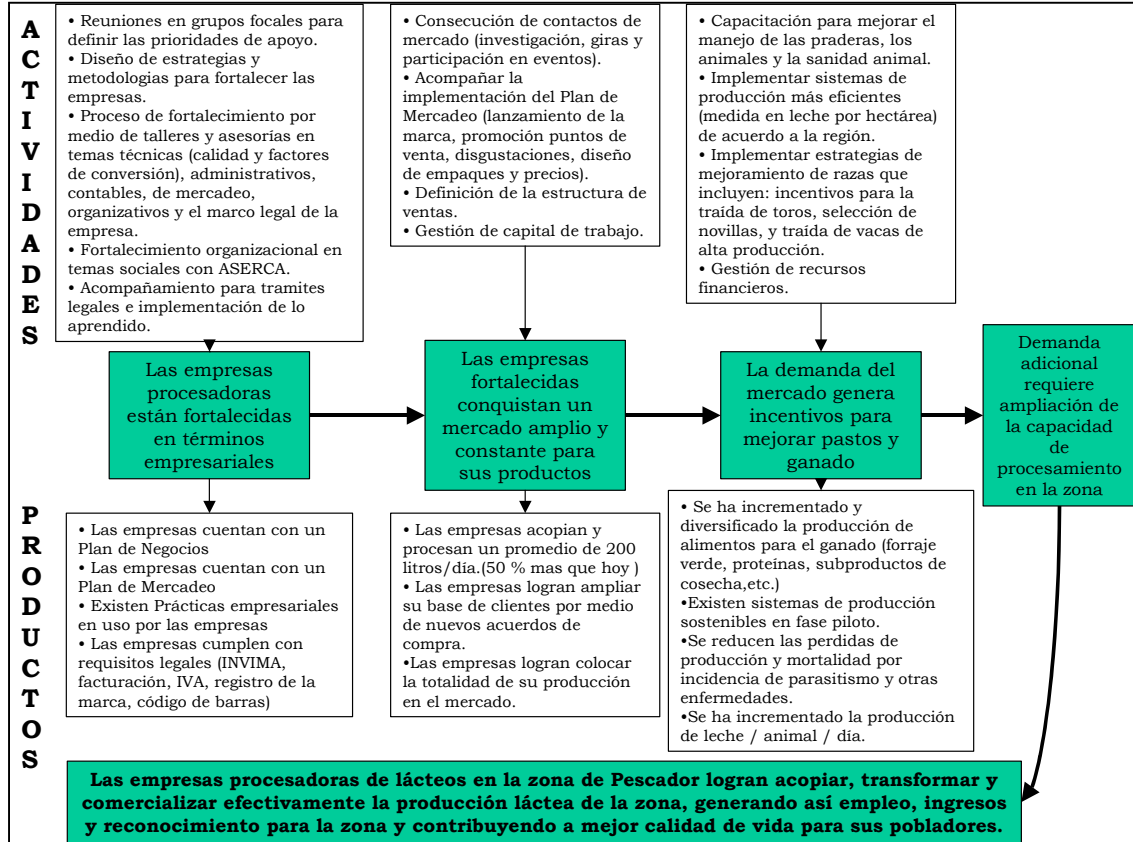 ACTIVIDADES
• Reuniones en grupos focales para
definir las prioridades de apoyo.
• Diseño de estrategias y
metodologias para fortalecer las
empresas.
• Proceso de fortalecimiento por
medio de talleres y asesorías en
temas técnicas (calidad y factores
de conversión), administrativos,
contables, de mercadeo,
organizativos y el marco legal de la
empresa.
• Fortalecimiento organizacional en
temas sociales con ASERCA.
• Acompañamiento para tramites
legales e implementación de lo
aprendido.
• Consecución de contactos de
mercado (investigación, giras y
participación en eventos).
• Acompañar la
implementación del Plan de
Mercadeo (lanzamiento de la
marca, promoción puntos de
venta, disgustaciones, diseño
de empaques y precios).
• Definición de la estructura de
ventas.
• Gestión de capital de trabajo.
• Capacitación para mejorar el
manejo de las praderas, los
animales y la sanidad animal.
• Implementar sistemas de
producción más eficientes
(medida en leche por hectárea)
de acuerdo a la región.
• Implementar estrategias de
mejoramiento de razas que
incluyen: incentivos para la
traída de toros, selección de
novillas, y traída de vacas de
alta producción.
• Gestión de recursos
financieros.
Las empresas
procesadoras
están fortalecidas
en términos
empresariales
Las empresas
fortalecidas
conquistan un
mercado amplio y
constante para
sus productos
La demanda del
mercado genera
incentivos para
mejorar pastos y
ganado
Demanda
adicional
requiere
ampliación de
la capacidad
de
procesamiento
en la zona
PRODUCTOS
• Las empresas cuentan con un
Plan de Negocios
• Las empresas cuentan con un
Plan de Mercadeo
• Existen Prácticas empresariales
en uso por las empresas
• Las empresas cumplen con
requisitos legales (INVIMA,
facturación, IVA, registro de la
marca, código de barras)
• Las empresas acopian y
procesan un promedio de 200
litros/día.(50 % mas que hoy )
• Las empresas logran ampliar
su base de clientes por medio
de nuevos acuerdos de
compra.
•Las empresas logran colocar
la totalidad de su producción
en el mercado.
• Se ha incrementado y
diversificado la producción de
alimentos para el ganado (forraje
verde, proteínas, subproductos de
cosecha,etc.)
•Existen sistemas de producción
sostenibles en fase piloto.
•Se reducen las perdidas de
producción y mortalidad por
incidencia de parasitismo y otras
enfermedades.
•Se ha incrementado la producción
de leche / animal / día.
Las empresas procesadoras de lácteos en la zona de Pescador logran acopiar, transformar y
comercializar efectivamente la producción láctea de la zona, generando así empleo, ingresos
y reconocimiento para la zona y contribuyendo a mejor calidad de vida para sus pobladores.